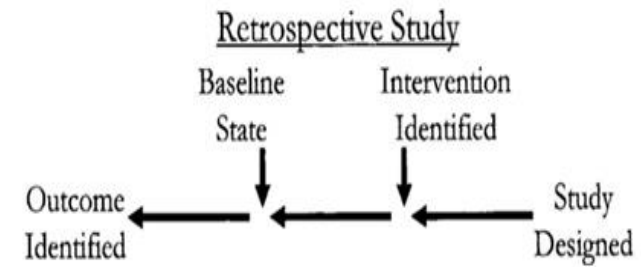 Retrospective Study
Baseline
State
Intervention
Identified
Outcome
Identified
Study
Designed